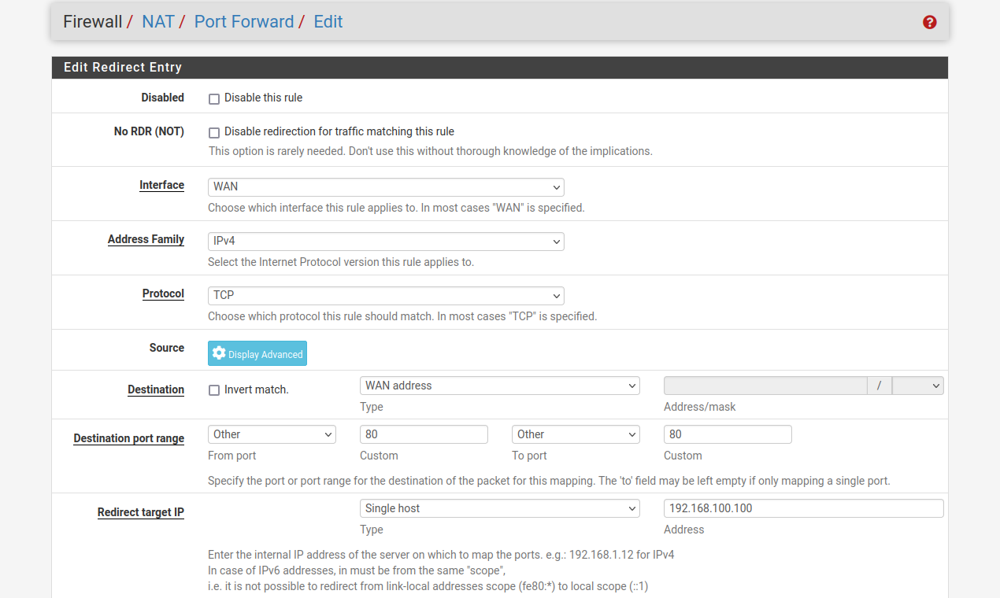 Firewall / NAT / Port Forward / Edit
Edit Redirect Entry
Disabled Disable this rule
No RDR (NOT) Disable redirection for traffic matching this rule
This option is rarely needed. Don't use this without thorough knowledge of the implications.
Interface WAN
Choose which interface this rule applies to. In most cases "WAN" is specified.
Address Family IPv4
Select the Internet Protocol version this rule applies to.
Protocol TCP
Choose which protocol this rule should match. In most cases "TCP" is specified.
Source Display Advanced
Destination Invert match. WAN address /
Type Address/mask
Destination port range Other 80 Other 80
From port Custom To port Custom
Specify the port or port range for the destination of the packet for this mapping. The 'to' field may be left empty if only mapping a single port.
Redirect target IP Single host 192.168.100.100
Type Address
Enter the internal IP address of the server on which to map the ports. e.g.: 192.168.1.12 for IPv4
In case of IPv6 addresses, in must be from the same "scope",
i.e. it is not possible to redirect from link-local addresses scope (fe80:*) to local scope (::1)